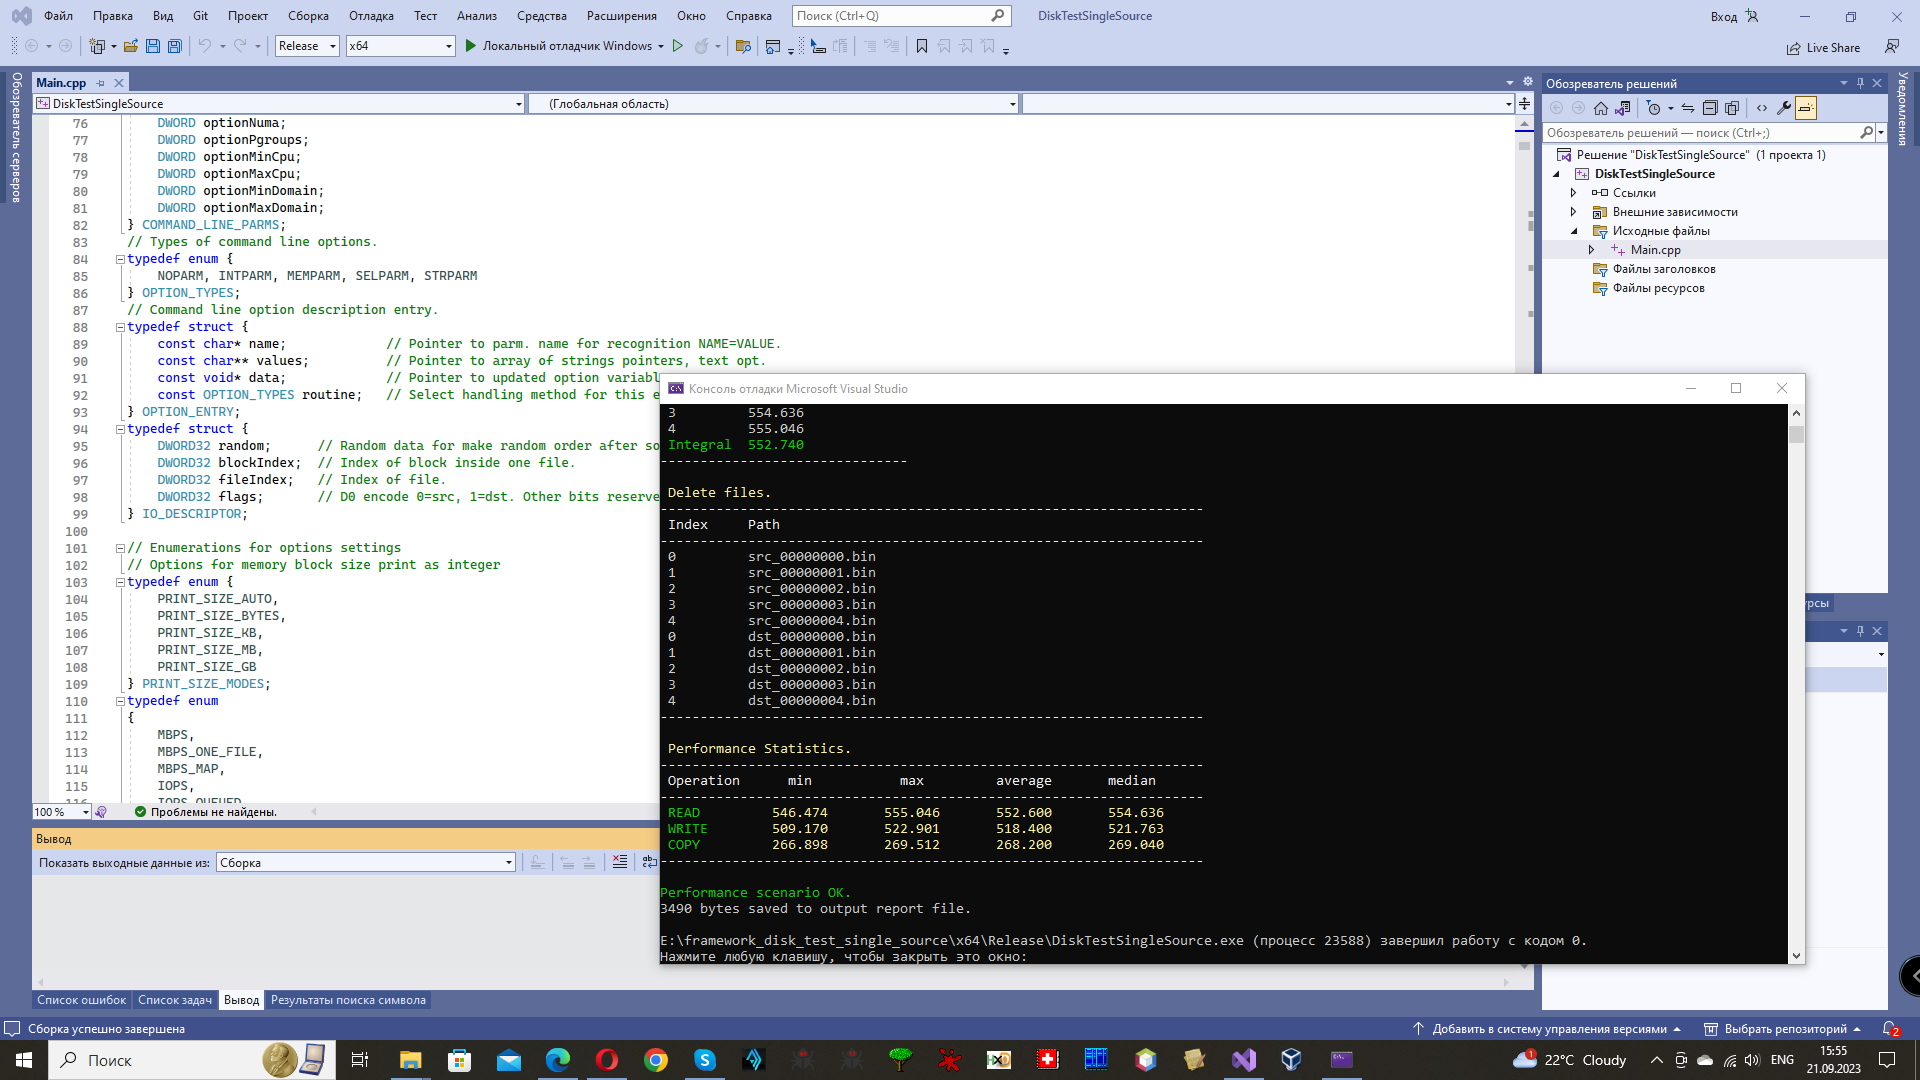 Файл Правка Вид Git Проект Сборка Отладка Тест Анализ Средства Расширения Окно Справка Поиск (Ctrl+Q) DiskTestSingleSource Вход
Release x64 Локальный отладчик Windows Live Share
Обозреватель серверов
Main.cpp
DiskTestSingleSource (Глобальная область)
76 DWORD optionNuma;
77 DWORD optionPgroups;
78 DWORD optionMinCpu;
79 DWORD optionMaxCpu;
80 DWORD optionMinDomain;
81 DWORD optionMaxDomain;
82 } COMMAND_LINE_PARMS;
83 // Types of command line options.
84 typedef enum {
85 NOPARM, INTPARM, MEMPARM, SELPARM, STRPARM
86 } OPTION_TYPES;
87 // Command line option description entry.
88 typedef struct {
89 const char* name; // Pointer to parm. name for recognition NAME=VALUE.
90 const char** values; // Pointer to array of strings pointers, text opt.
91 const void* data; // Pointer to updated option variabl
92 const OPTION_TYPES routine; // Select handling method for this e
93 } OPTION_ENTRY;
94 typedef struct {
95 DWORD32 random; // Random data for make random order after so
96 DWORD32 blockIndex; // Index of block inside one file.
97 DWORD32 fileIndex; // Index of file.
98 DWORD32 flags; // D0 encode 0=src, 1=dst. Other bits reserve
99 } IO_DESCRIPTOR;
100
101 // Enumerations for options settings
102 // Options for memory block size print as integer
103 typedef enum {
104 PRINT_SIZE_AUTO,
105 PRINT_SIZE_BYTES,
106 PRINT_SIZE_KB,
107 PRINT_SIZE_MB,
108 PRINT_SIZE_GB
109 } PRINT_SIZE_MODES;
110 typedef enum
111 {
112 MBPS,
113 MBPS_ONE_FILE,
114 MBPS_MAP,
115 IOPS,
116 IOPS_QUEUED
100 % Проблемы не найдены.
Вывод
Показать выходные данные из: Сборка
Список ошибок Список задач Вывод Результаты поиска символа
Консоль отладки Microsoft Visual Studio
3 554.636
4 555.046
Integral 552.740
------------------------------
Delete files.
--------------------------------------------------------------------
Index Path
--------------------------------------------------------------------
0 src_00000000.bin
1 src_00000001.bin
2 src_00000002.bin
3 src_00000003.bin
4 src_00000004.bin
0 dst_00000000.bin
1 dst_00000001.bin
2 dst_00000002.bin
3 dst_00000003.bin
4 dst_00000004.bin
--------------------------------------------------------------------
Performance Statistics.
--------------------------------------------------------------------
Operation min max average median
--------------------------------------------------------------------
READ 546.474 555.046 552.600 554.636
WRITE 509.170 522.901 518.400 521.763
COPY 266.898 269.512 268.200 269.040
--------------------------------------------------------------------
Performance scenario OK.
3490 bytes saved to output report file.
E:\framework_disk_test_single_source\x64\Release\DiskTestSingleSource.exe (процесс 23588) завершил работу с кодом 0.
Нажмите любую клавишу, чтобы закрыть это окно:
Обозреватель решений
Обозреватель решений — поиск (Ctrl+;)
Решение "DiskTestSingleSource" (1 проекта 1)
DiskTestSingleSource
Ссылки
Внешние зависимости
Исходные файлы
Main.cpp
Файлы заголовков
Файлы ресурсов
рсы
Уведомления
Сборка успешно завершена Добавить в систему управления версиями Выбрать репозиторий 2
Поиск 1 22°C Cloudy ENG 15:55
21.09.2023